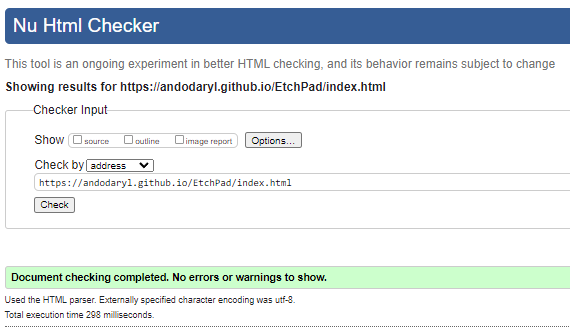 Nu Html Checker
This tool is an ongoing experiment in better HTML checking, and its behavior remains subject to change
Showing results for https://andodaryl.github.io/EtchPad/index.html
Checker Input
Show source outline image report Options...
Check by address
https://andodaryl.github.io/EtchPad/index.html
Check
Document checking completed. No errors or warnings to show.
Used the HTML parser. Externally specified character encoding was utf-8.
Total execution time 298 milliseconds.